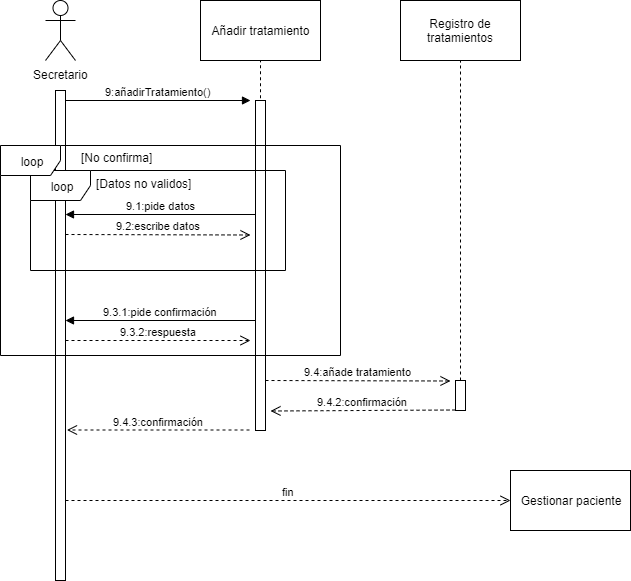 Añadir tratamiento
Registro de
tratamientos
Secretario
9:añadirTratamiento()
loop
[No confirma]
loop
[Datos no validos]
9.1:pide datos
9.2:escribe datos
9.3.1:pide confirmación
9.3.2:respuesta
9.4:añade tratamiento
9.4.2:confirmación
9.4.3:confirmación
fin
Gestionar paciente